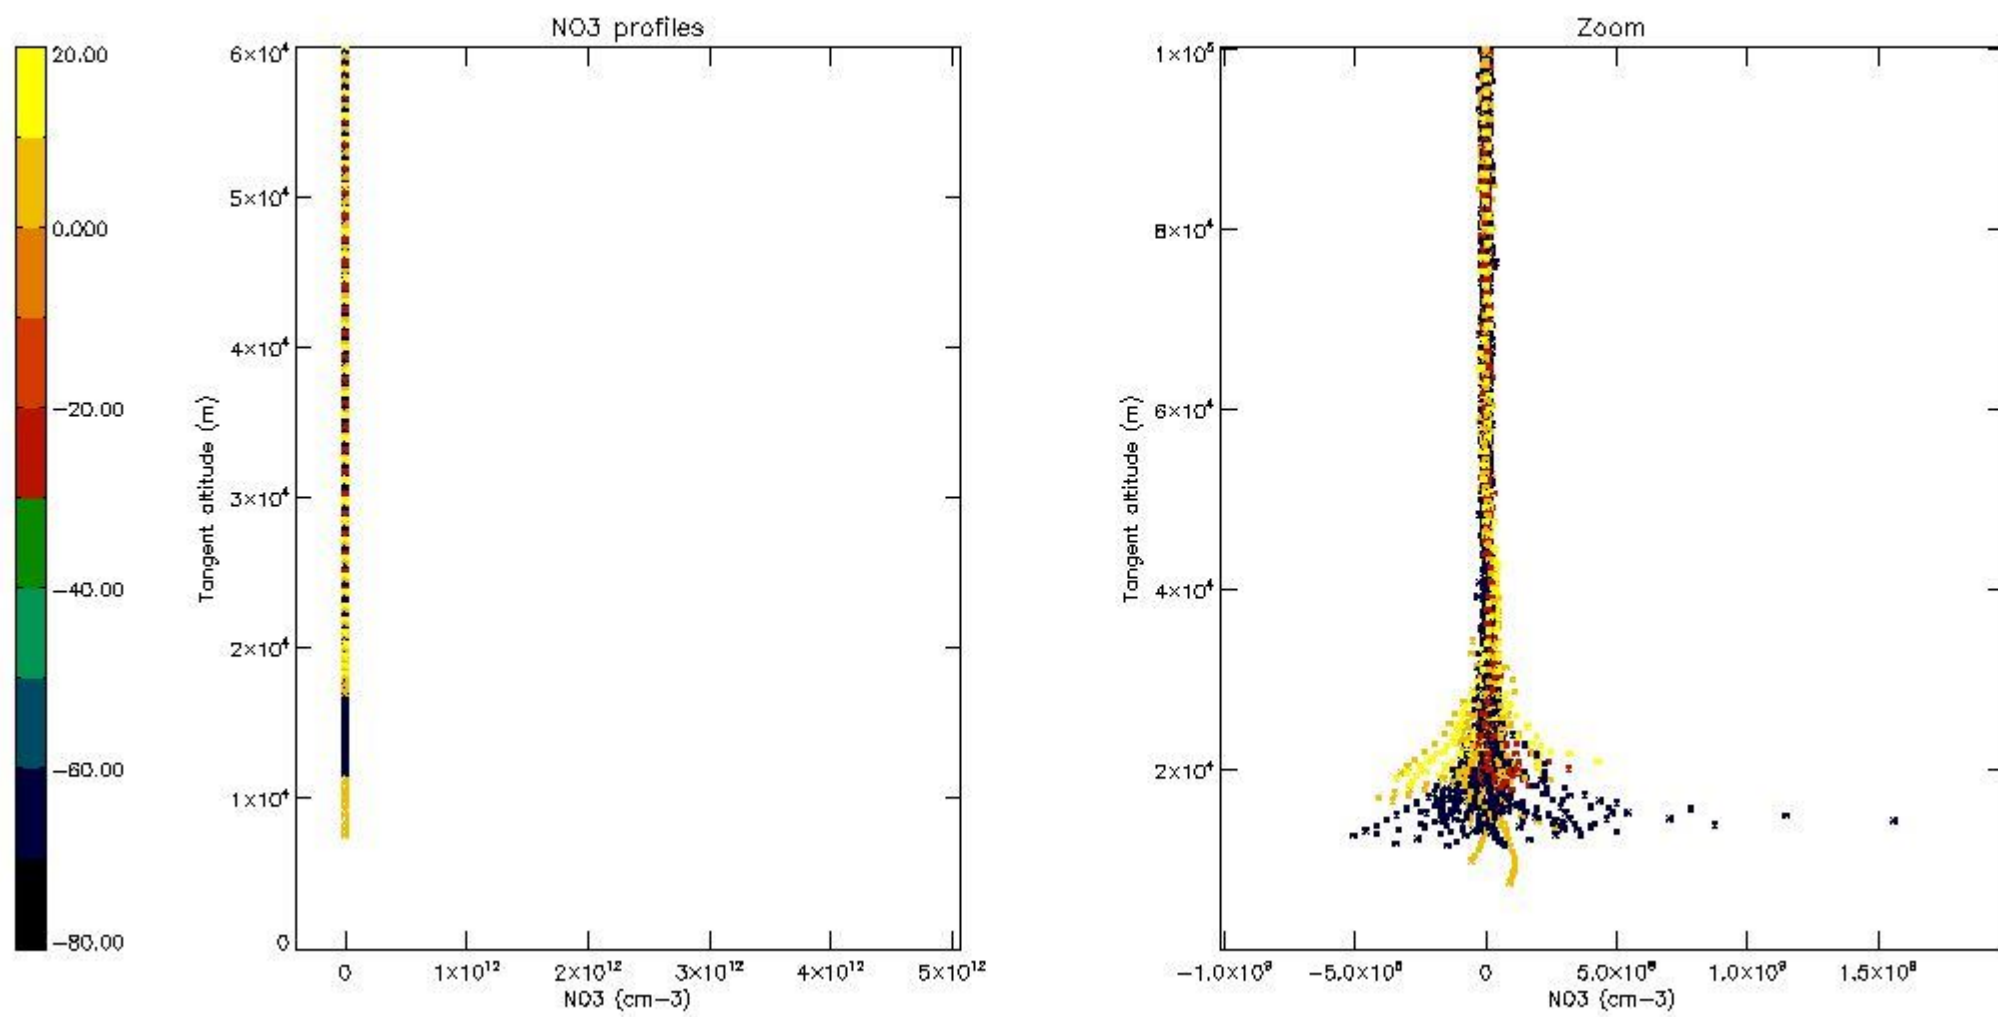 NO3 profiles
20.00
0.000
−20.00
−40.00
−60.00
−80.00
6×10⁴
5×10⁴
4×10⁴
3×10⁴
2×10⁴
1×10⁴
0
Tangent altitude (m)
0 1×10¹² 2×10¹² 3×10¹² 4×10¹² 5×10¹²
NO3 (cm−3)
Zoom
1×10⁵
8×10⁴
6×10⁴
4×10⁴
2×10⁴
Tangent altitude (m)
−1.0×10⁹ −5.0×10⁸ 0 5.0×10⁸ 1.0×10⁹ 1.5×10⁹
NO3 (cm−3)